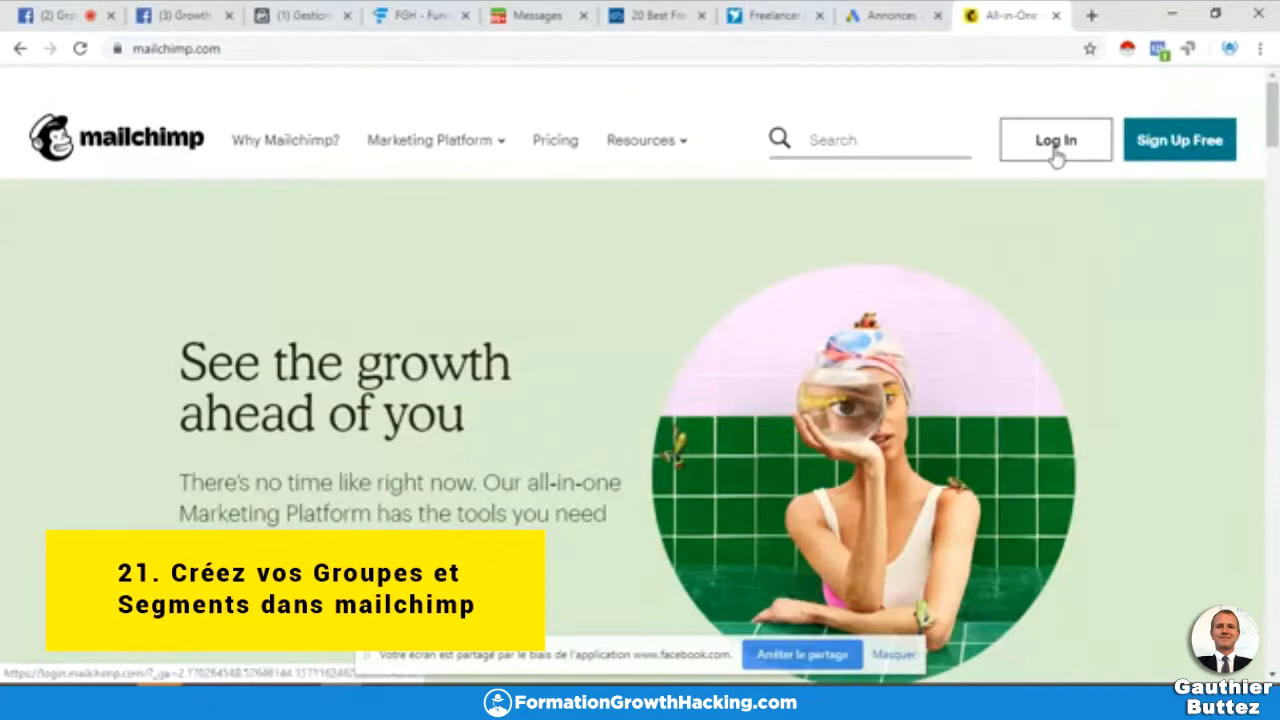 (2) Gro
(3) Growth
(1) Gestion
FGH - Fun
Messages
20 Best Fre
Freelancer
Annonces
All-in-One
mailchimp.com
mailchimp
Why Mailchimp?
Marketing Platform
Pricing
Resources
Search
Log In
Sign Up Free
See the growth
ahead of you
There's no time like right now. Our all-in-one
Marketing Platform has the tools you need
21. Créez vos Groupes et
Segments dans mailchimp
Votre écran est partagé par le biais de l'application www.facebook.com.
Arrêter le partage
Masquer
Gauthier
Buttez
FormationGrowthHacking.com